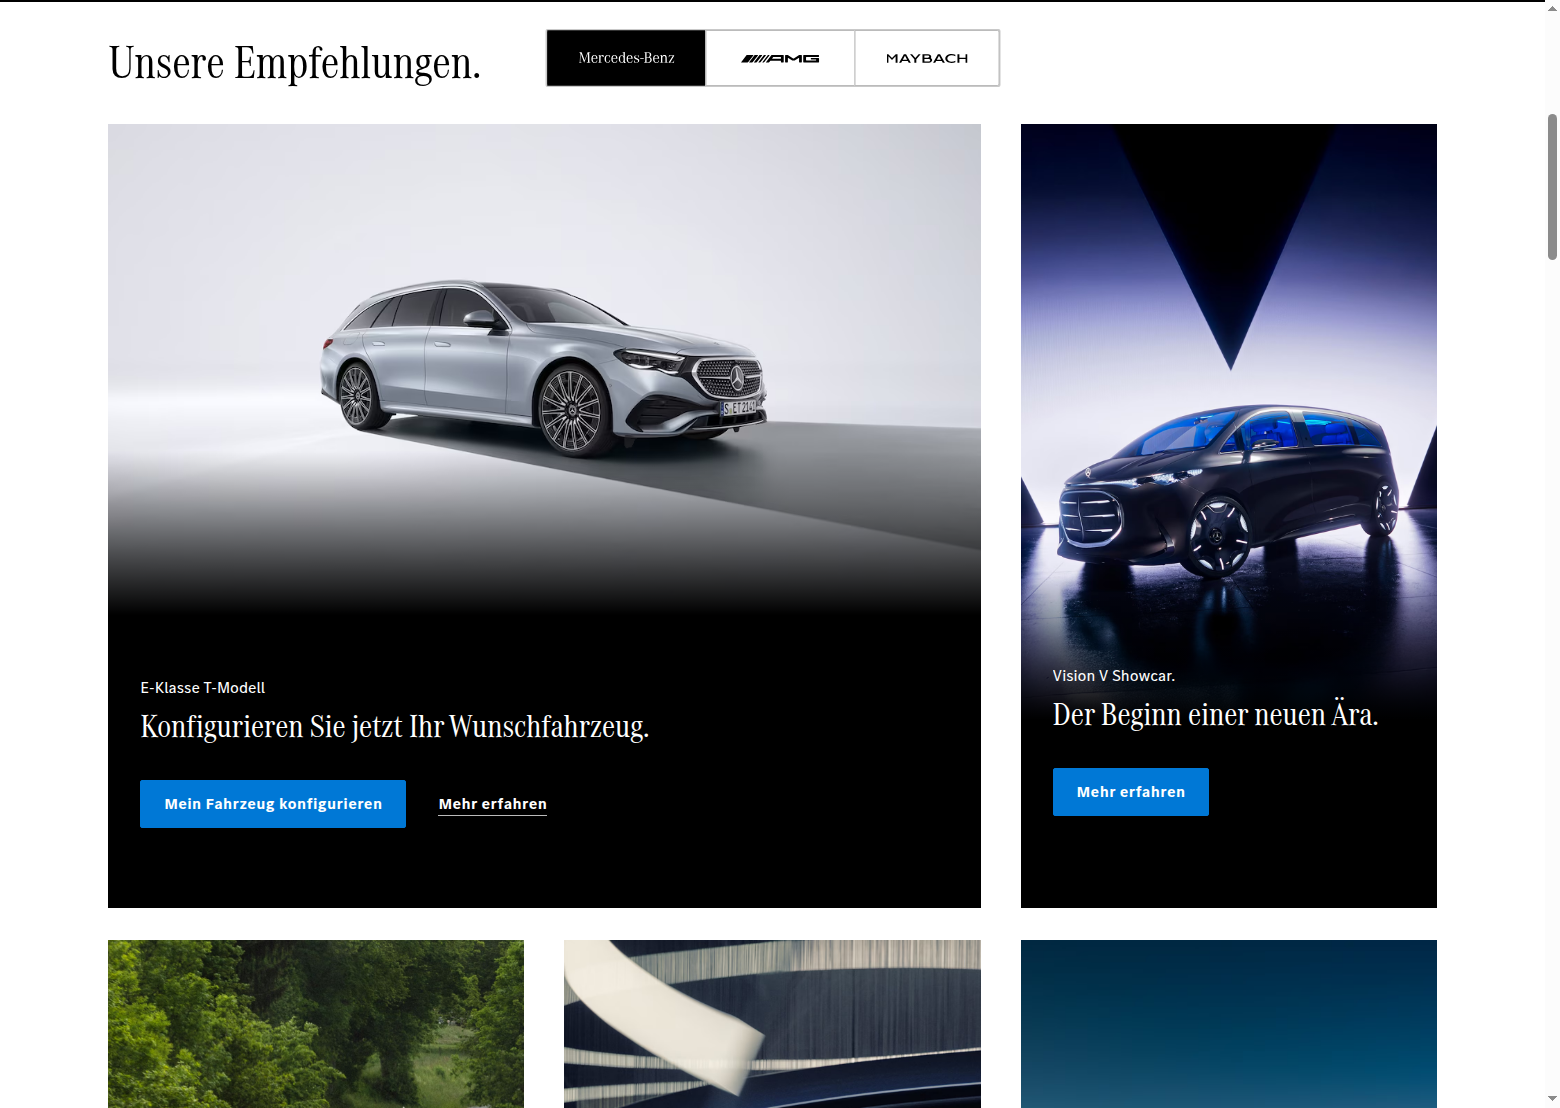 Unsere Empfehlungen.
Mercedes-Benz
AMG
MAYBACH
S ET 2141
E-Klasse T-Modell
Konfigurieren Sie jetzt Ihr Wunschfahrzeug.
Mein Fahrzeug konfigurieren
Mehr erfahren
Vision V Showcar.
Der Beginn einer neuen Ära.
Mehr erfahren